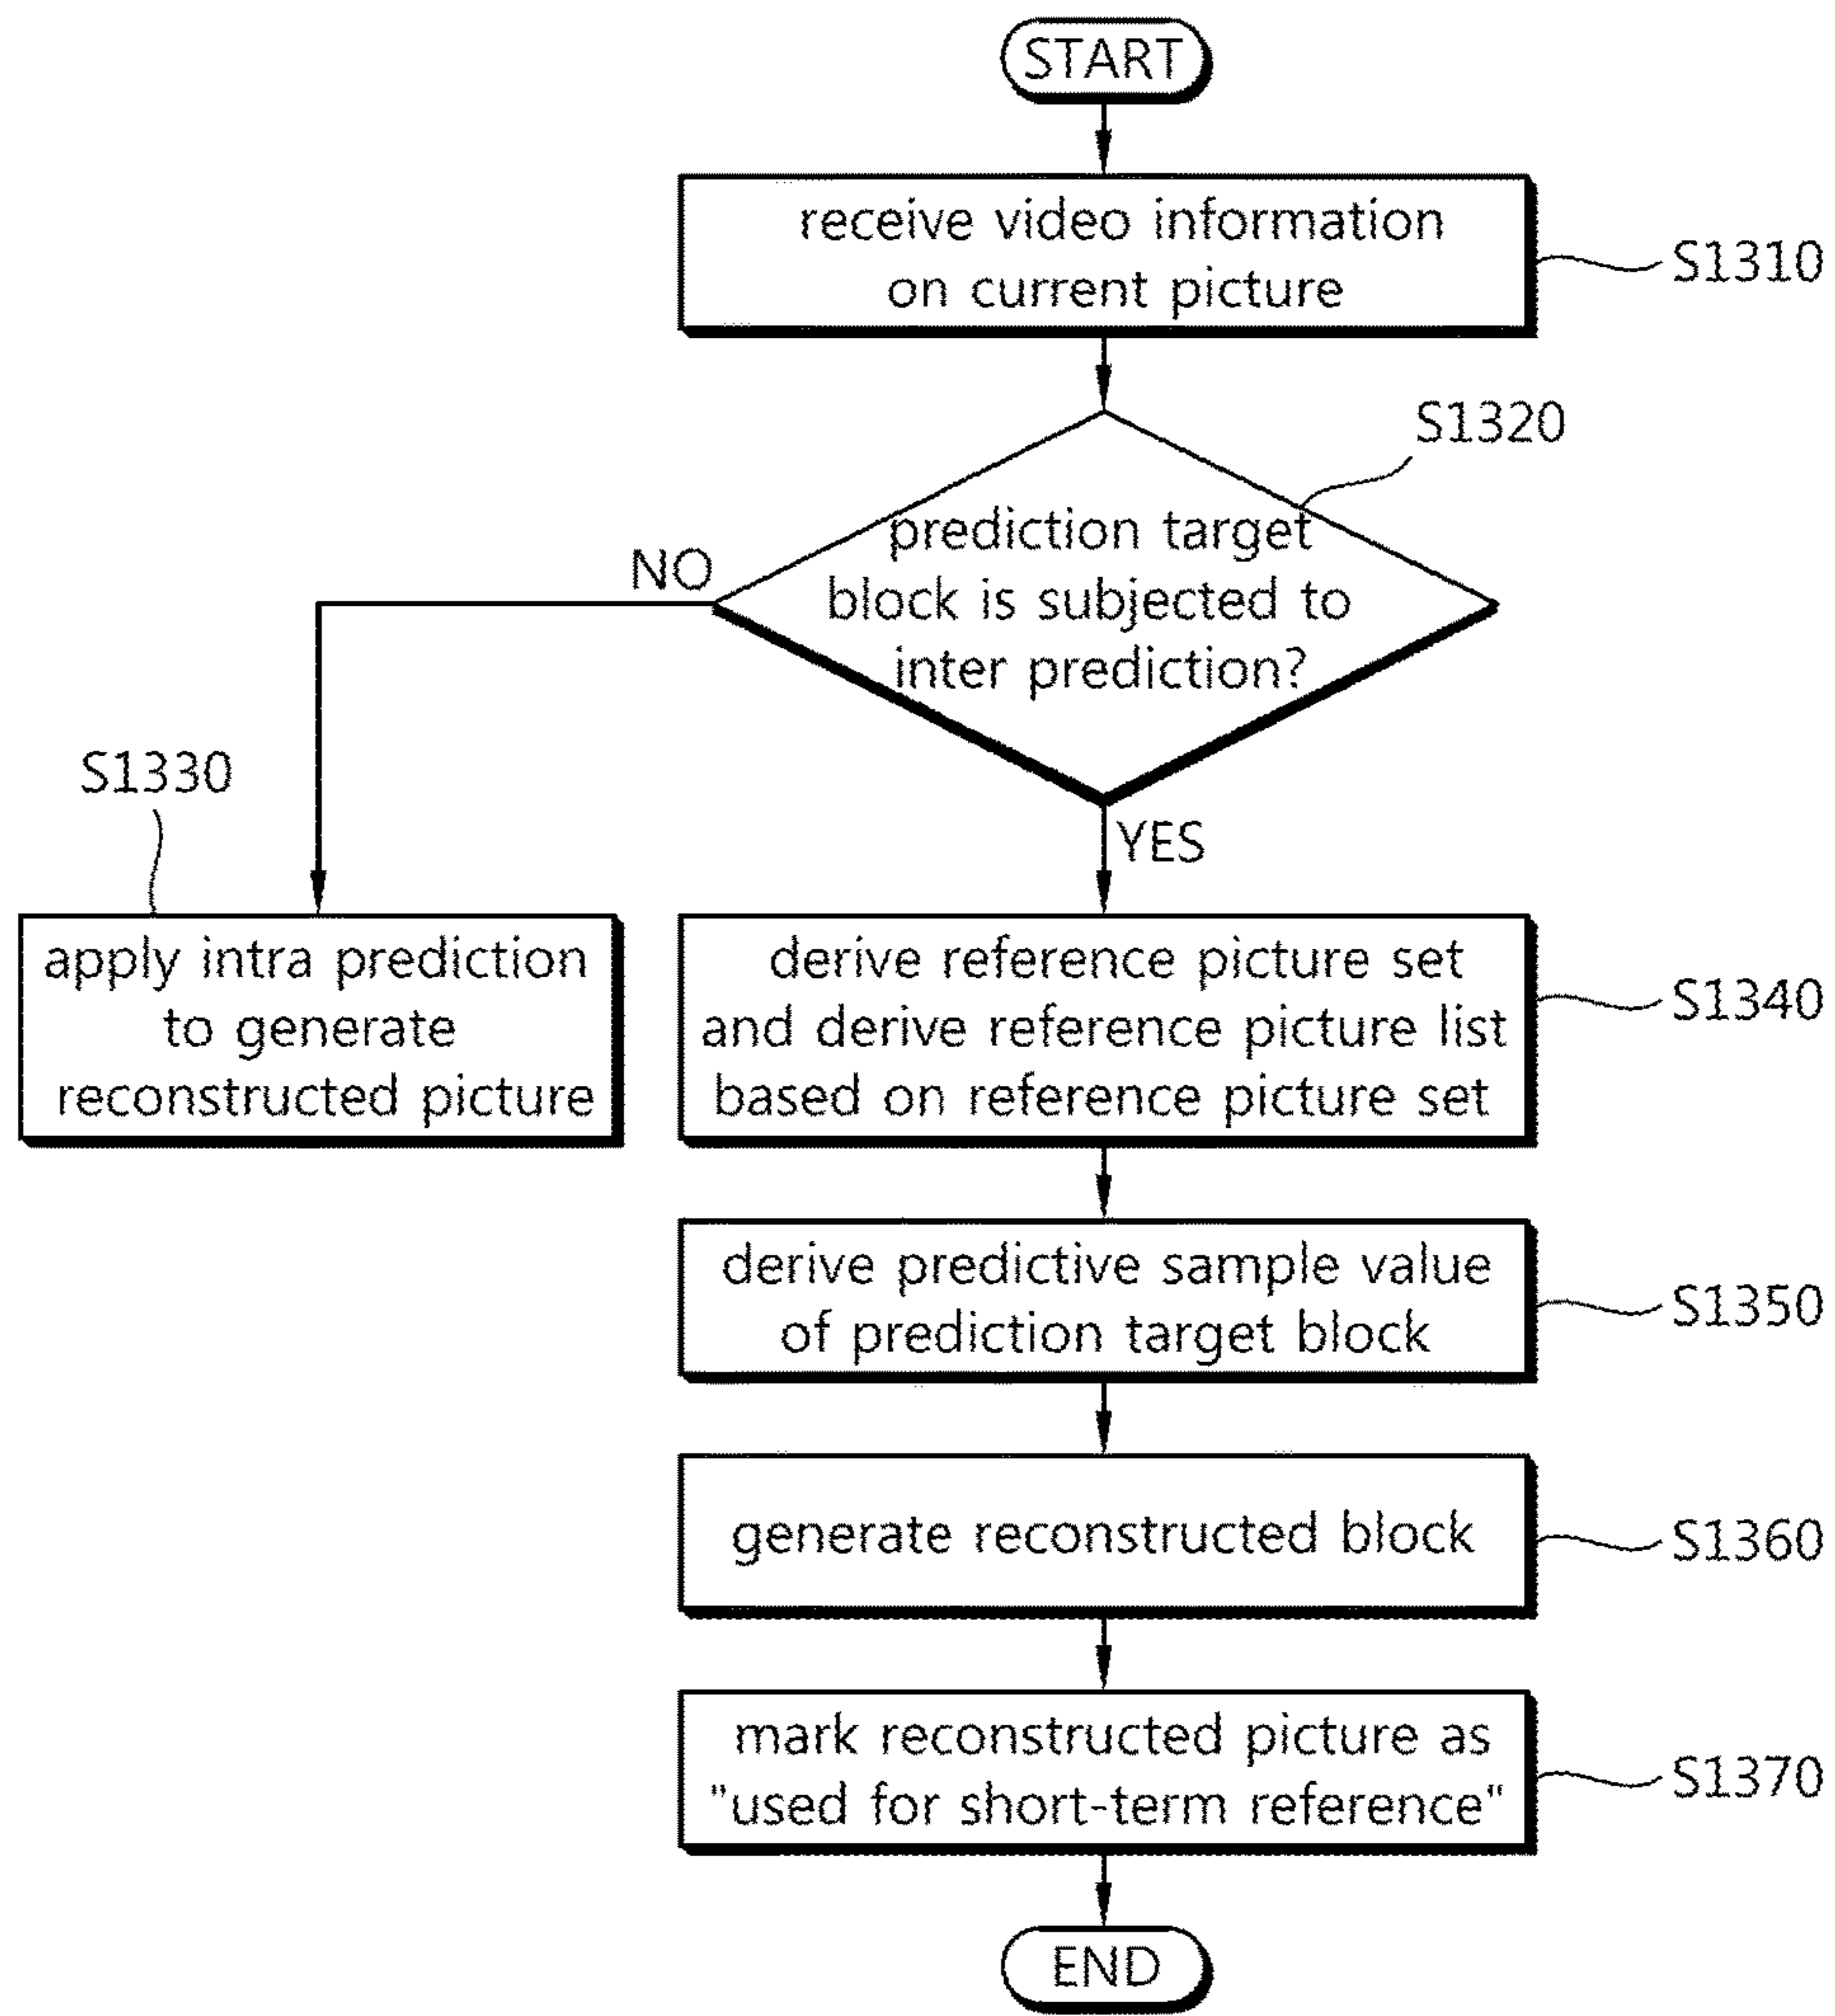 START
receive video information
on current picture
S1310
S1320
prediction target
block is subjected to
inter prediction?
NO
YES
S1330
apply intra prediction
to generate
reconstructed picture
derive reference picture set
and derive reference picture list
based on reference picture set
S1340
derive predictive sample value
of prediction target block
S1350
generate reconstructed block
S1360
mark reconstructed picture as
"used for short-term reference"
S1370
END